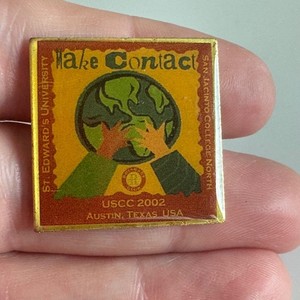 Make Contact
St. Edward's University
San Jacinto College North
USCC 2002
Austin, Texas USA